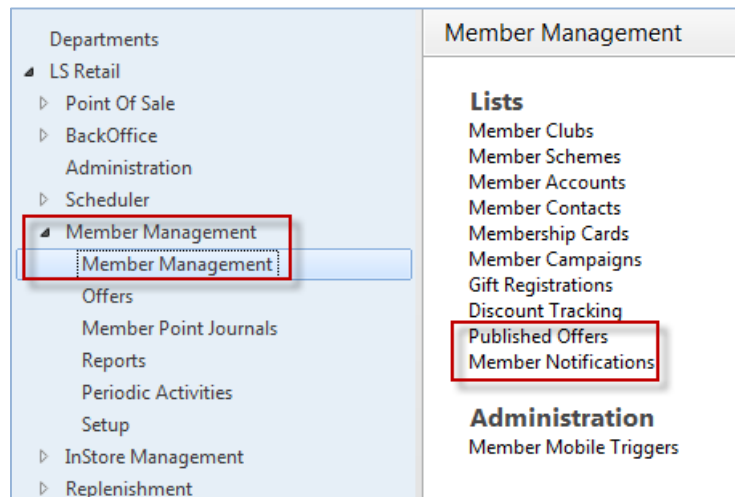 Departments
LS Retail
Point Of Sale
BackOffice
Administration
Scheduler
Member Management
Member Management
Offers
Member Point Journals
Reports
Periodic Activities
Setup
InStore Management
Replenishment
Member Management
Lists
Member Clubs
Member Schemes
Member Accounts
Member Contacts
Membership Cards
Member Campaigns
Gift Registrations
Discount Tracking
Published Offers
Member Notifications
Administration
Member Mobile Triggers